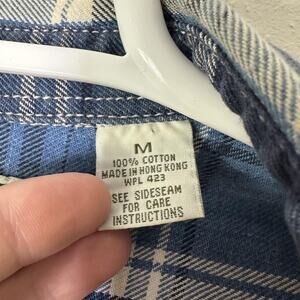 M
100% COTTON
MADE IN HONG KONG
WPL 423
SEE SIDESEAM
FOR CARE
INSTRUCTIONS